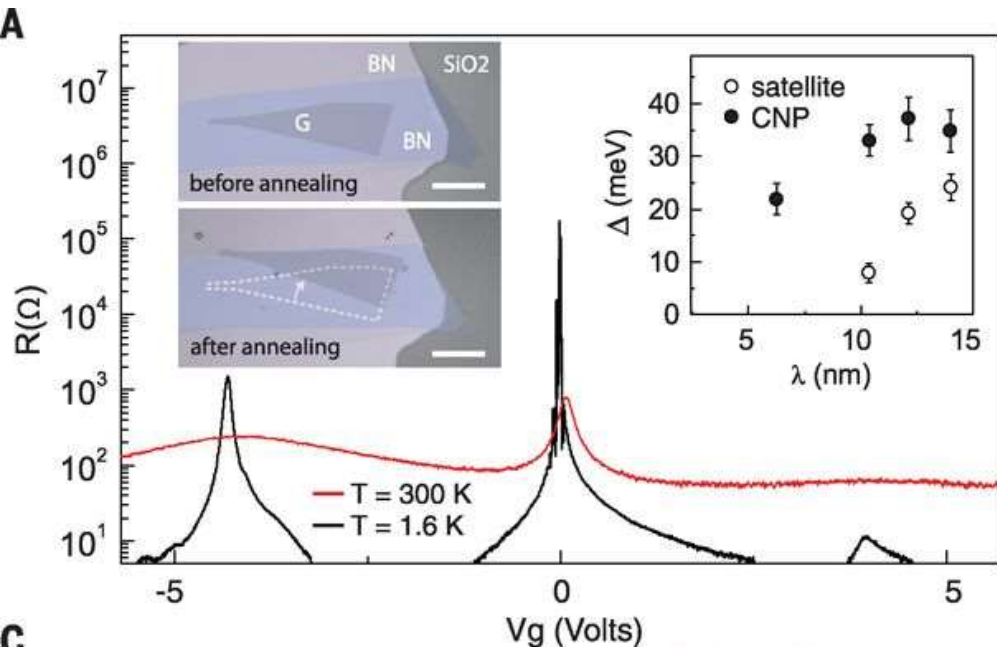 A
10⁷
10⁶
10⁵
10⁴
10³
10²
10¹
R(Ω)
BN
SiO2
G
BN
before annealing
after annealing
satellite
CNP
40
30
20
10
0
Δ (meV)
5
10
15
λ (nm)
T = 300 K
T = 1.6 K
-5
0
5
Vg (Volts)